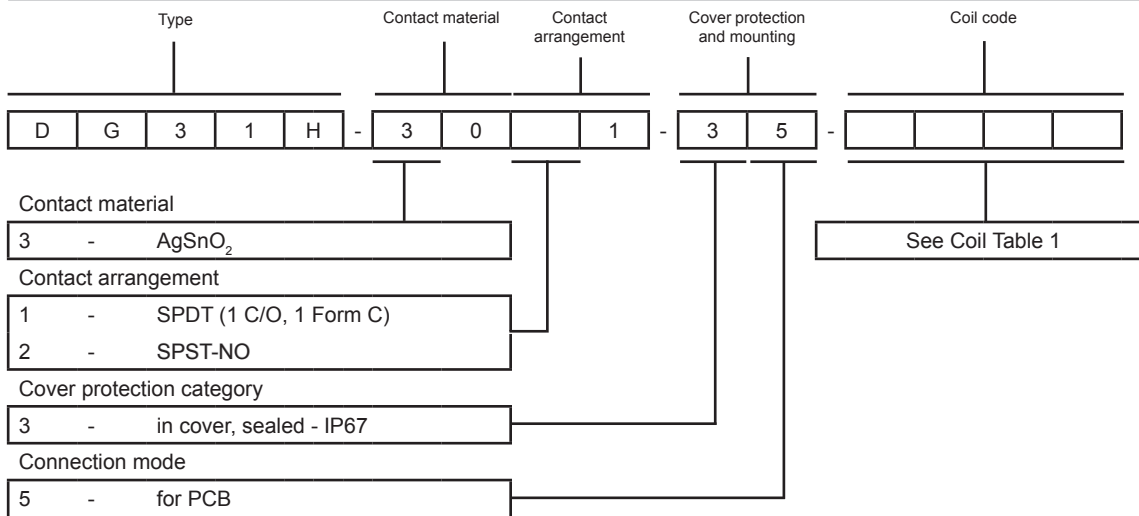 Type Contact material Contact arrangement Cover protection and mounting Coil code
D G 3 1 H - 3 0 1 - 3 5 -
Contact material
3 - AgSnO₂
See Coil Table 1
Contact arrangement
1 - SPDT (1 C/O, 1 Form C)
2 - SPST-NO
Cover protection category
3 - in cover, sealed - IP67
Connection mode
5 - for PCB